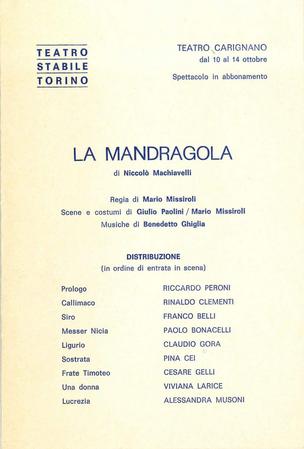 TEATRO
STABILE
TORINO
TEATRO CARIGNANO
dal 10 al 14 ottobre
Spettacolo in abbonamento
LA MANDRAGOLA
di Niccolò Machiavelli
Regia di Mario Missiroli
Scene e costumi di Giulio Paolini/Mario Missiroli
Musiche di Benedetto Ghiglia
DISTRIBUZIONE
(in ordine di entrata in scena)
Prologo RICCARDO PERONI
Callimaco RINALDO CLEMENTI
Siro FRANCO BELLI
Messer Nicia PAOLO BONACELLI
Ligurio CLAUDIO GORA
Sostrata PINA CEI
Frate Timoteo CESARE GELLI
Una donna VIVIANA LARICE
Lucrezia ALESSANDRA MUSONI